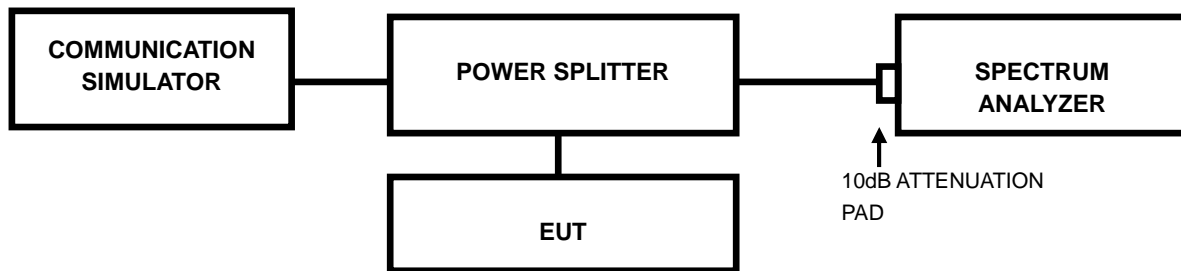 COMMUNICATION
SIMULATOR
POWER SPLITTER
SPECTRUM
ANALYZER
10dB ATTENUATION
PAD
EUT